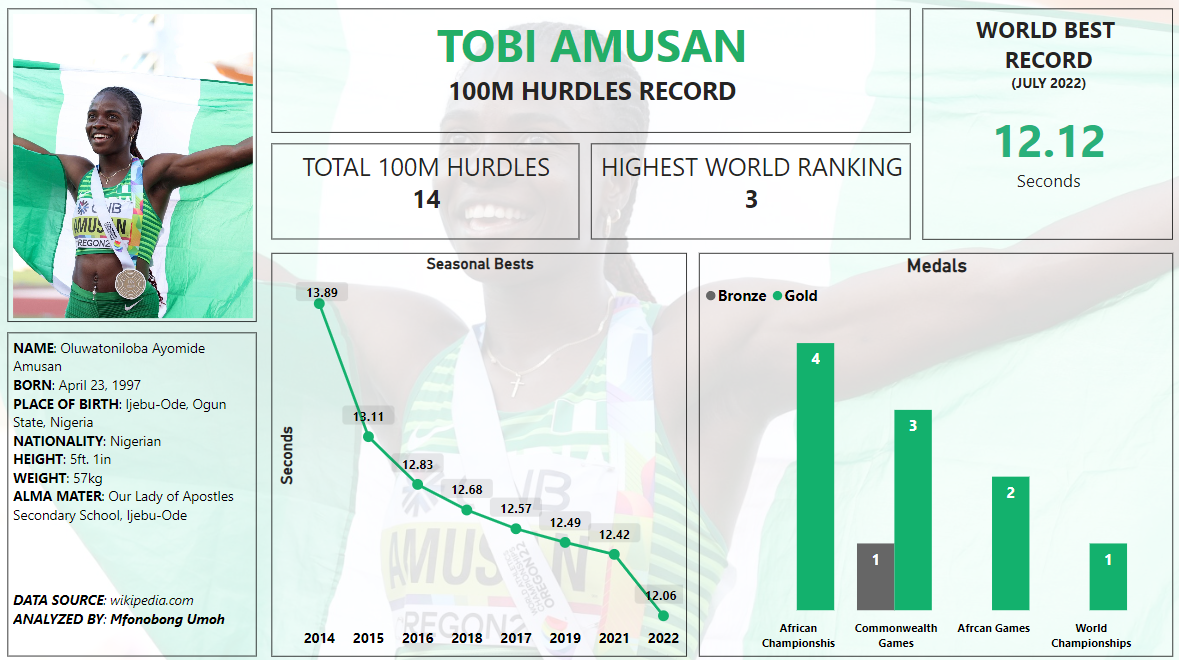 TOBI AMUSAN
100M HURDLES RECORD
WORLD BEST
RECORD
(JULY 2022)
12.12
Seconds
TOTAL 100M HURDLES
14
HIGHEST WORLD RANKING
3
AMUSAN
OREGON22
NAME: Oluwatoniloba Ayomide
Amusan
BORN: April 23, 1997
PLACE OF BIRTH: Ijebu-Ode, Ogun
State, Nigeria
NATIONALITY: Nigerian
HEIGHT: 5ft. 1in
WEIGHT: 57kg
ALMA MATER: Our Lady of Apostles
Secondary School, Ijebu-Ode
DATA SOURCE: wikipedia.com
ANALYZED BY: Mfonobong Umoh
Seasonal Bests
Seconds
13.89
13.11
12.83
12.68
12.57
12.49
12.42
12.06
2014 2015 2016 2018 2017 2019 2021 2022
AMUSAN
OREGON22
Medals
Bronze Gold
4
1
3
2
1
African
Championshis
Commonwealth
Games
Afrcan Games
World
Championships